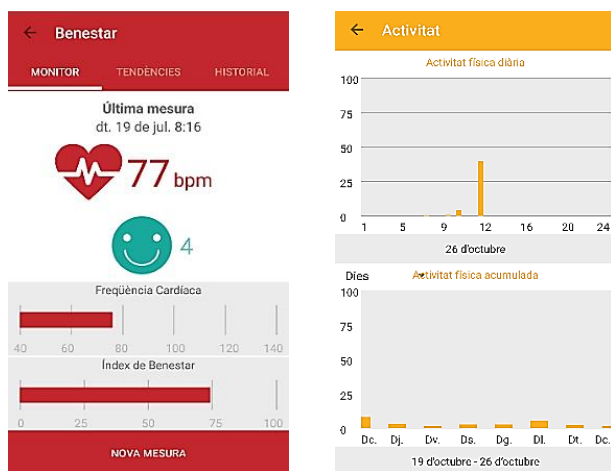 ← Benestar
MONITOR TENDÈNCIES HISTORIAL
Última mesura
dt. 19 de jul. 8:16
77 bpm
4
Freqüència Cardíaca
40 60 80 100 120 140
Índex de Benestar
0 25 50 75 100
NOVA MESURA
← Activitat
Activitat física diària
100
75
50
25
0
1 5 9 12 16 20 24
26 d'octubre
Dies Activitat física acumulada
100
75
50
25
0
Dc. Dj. Dv. Ds. Dg. Dl. Dt. Dc.
19 d'octubre - 26 d'octubre